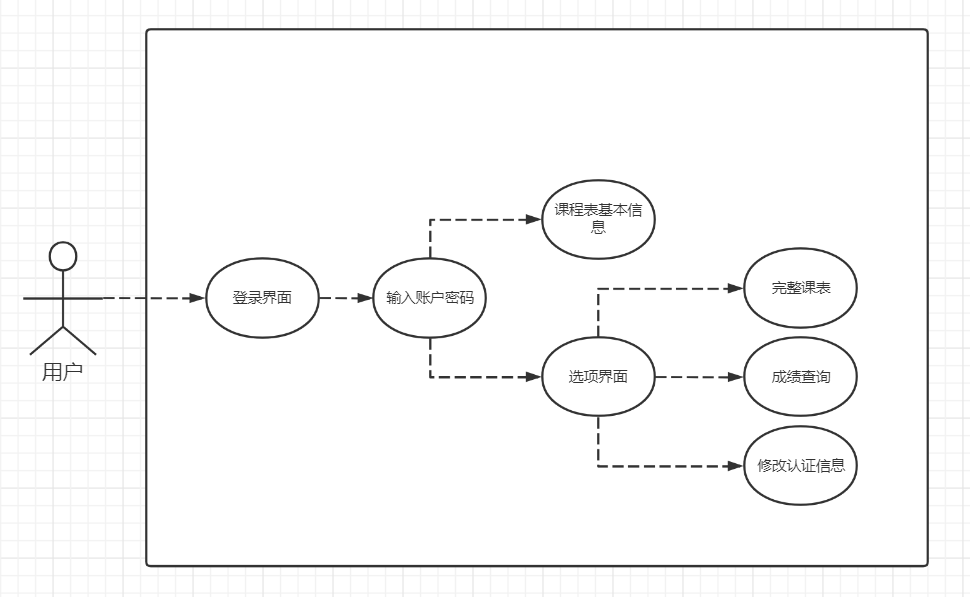 课程表基本信
息
完整课表
登录界面
输入账户密码
用户
选项界面
成绩查询
修改认证信息